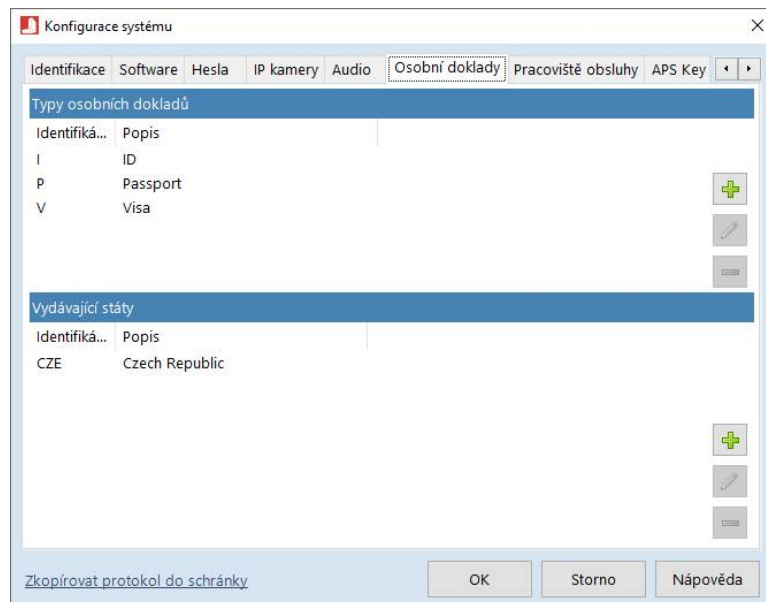 Konfigurace systému
Identifikace Software Hesla IP kamery Audio Osobní doklady Pracoviště obsluhy APS Key
Typy osobních dokladů
Identifiká... Popis
I ID
P Passport
V Visa
Vydávající státy
Identifiká... Popis
CZE Czech Republic
Zkopírovat protokol do schránky OK Storno Nápověda